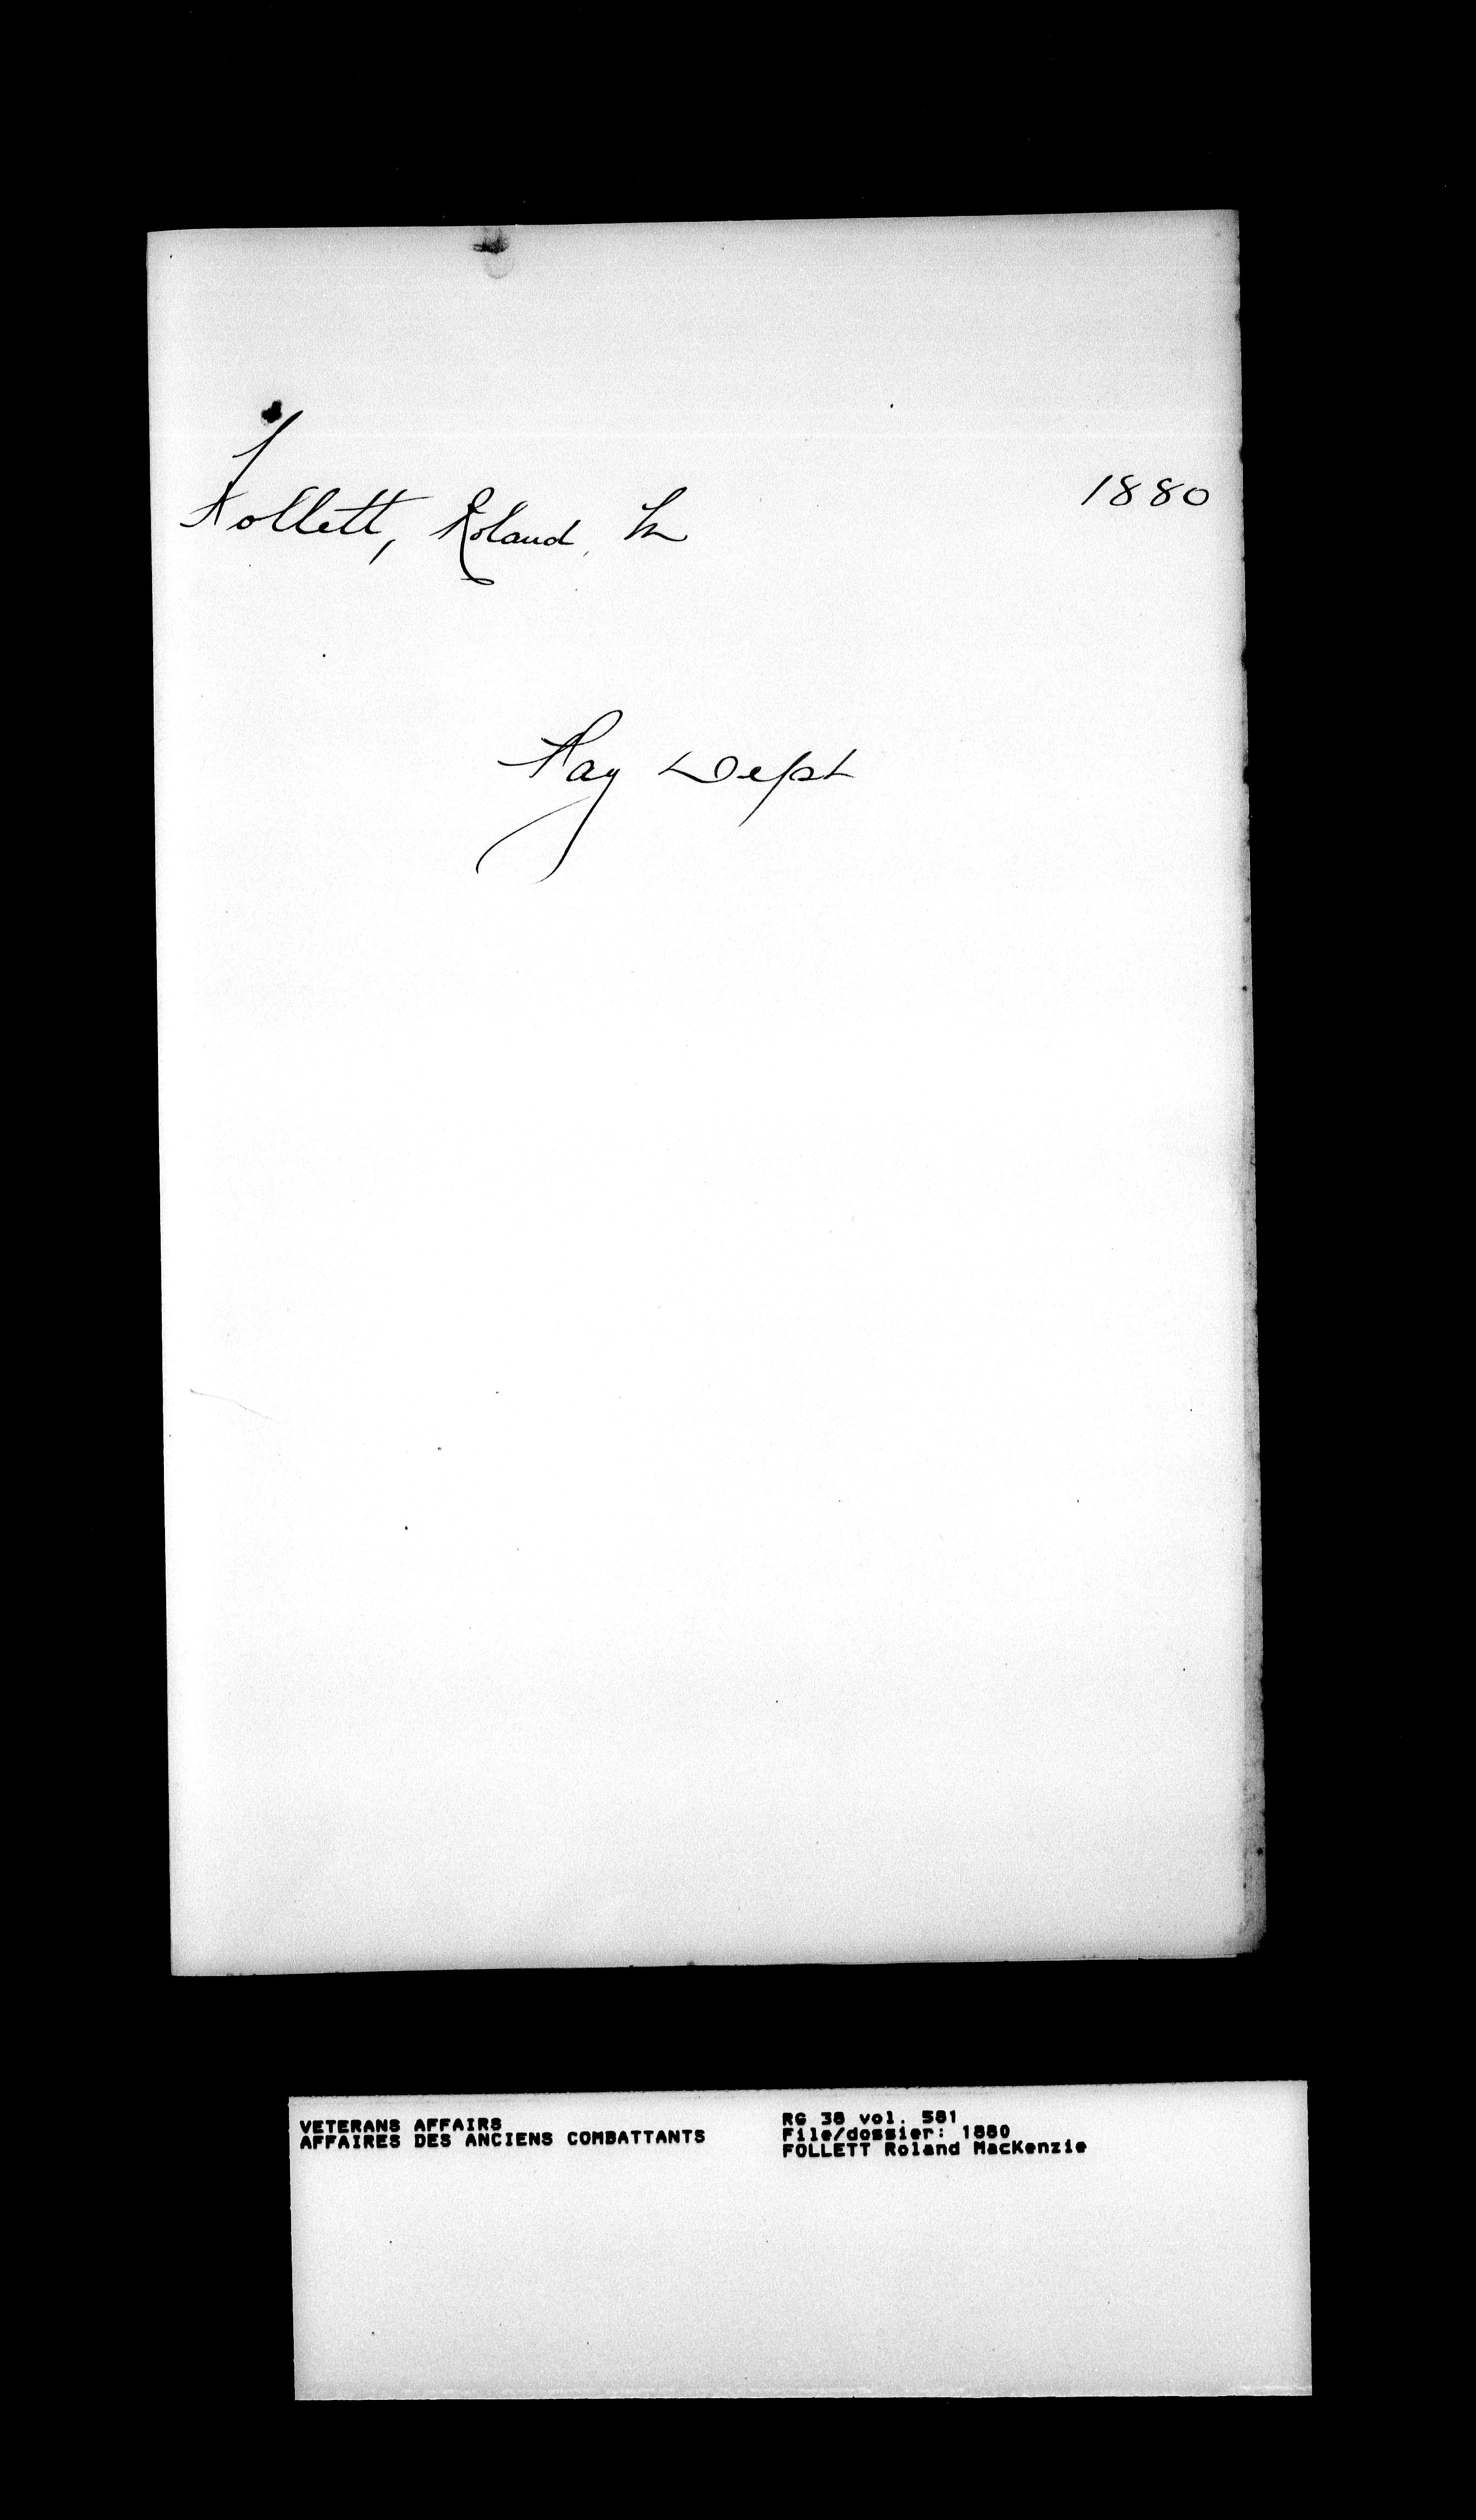 Follett, Roland. M 1880
Pay Dept
VETERANS AFFAIRS
AFFAIRES DES ANCIENS COMBATTANTS
RG 38 vol. 581
File/dossier: 1880
FOLLETT Roland MacKenzie